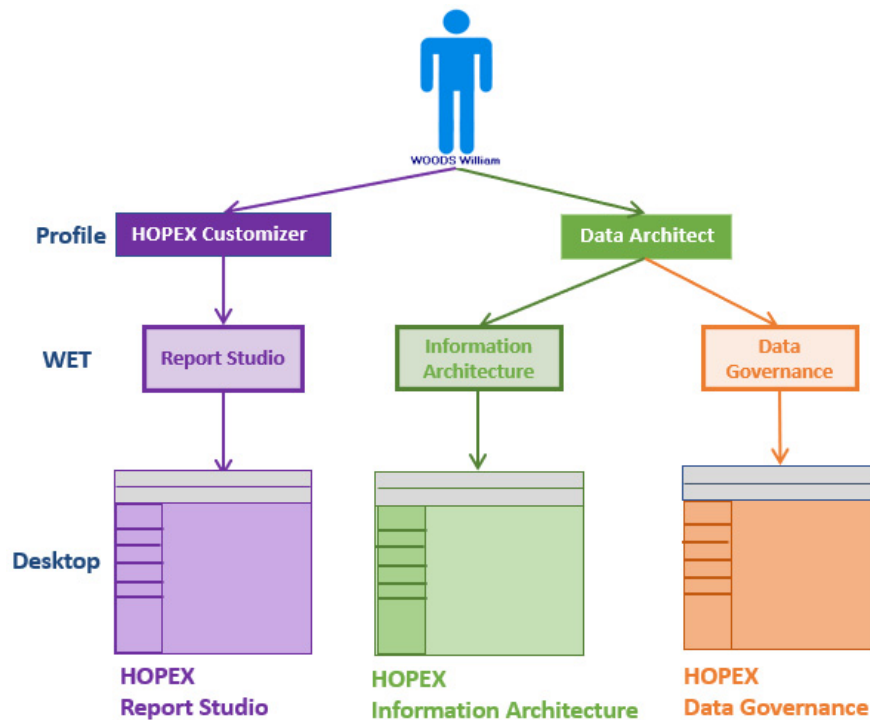 WOODS William
Profile
HOPEX Customizer
Data Architect
WET
Report Studio
Information
Architecture
Data
Governance
Desktop
HOPEX
Report Studio
HOPEX
Information Architecture
HOPEX
Data Governance